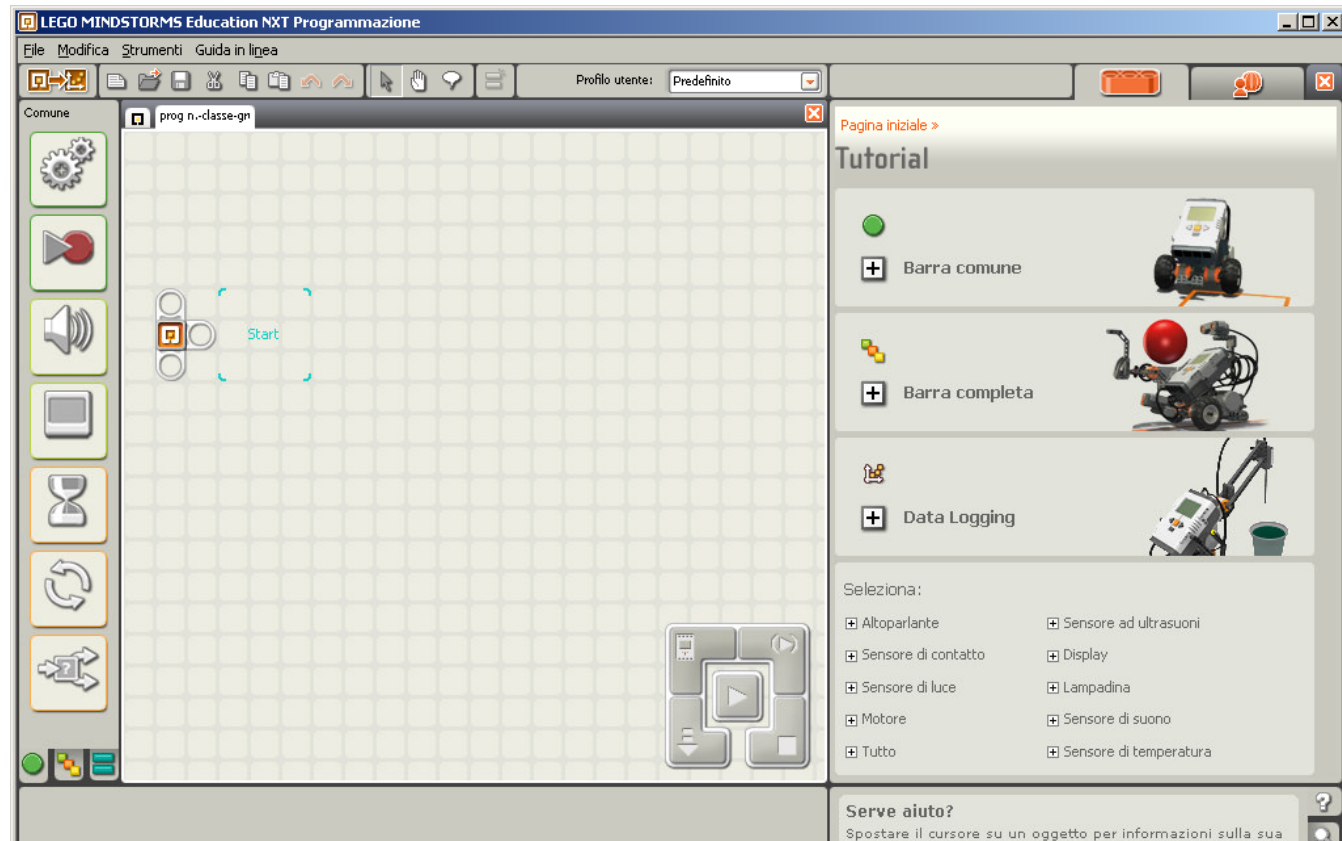 LEGO MINDSTORMS Education NXT Programmazione
File Modifica Strumenti Guida in linea
Profilo utente: Predefinito
Comune
prog n.-classe-gr
Start
Pagina iniziale »
Tutorial
Barra comune
Barra completa
Data Logging
Seleziona:
Altoparlante Sensore ad ultrasuoni
Sensore di contatto Display
Sensore di luce Lampadina
Motore Sensore di suono
Tutto Sensore di temperatura
Serve aiuto?
Spostare il cursore su un oggetto per informazioni sulla sua